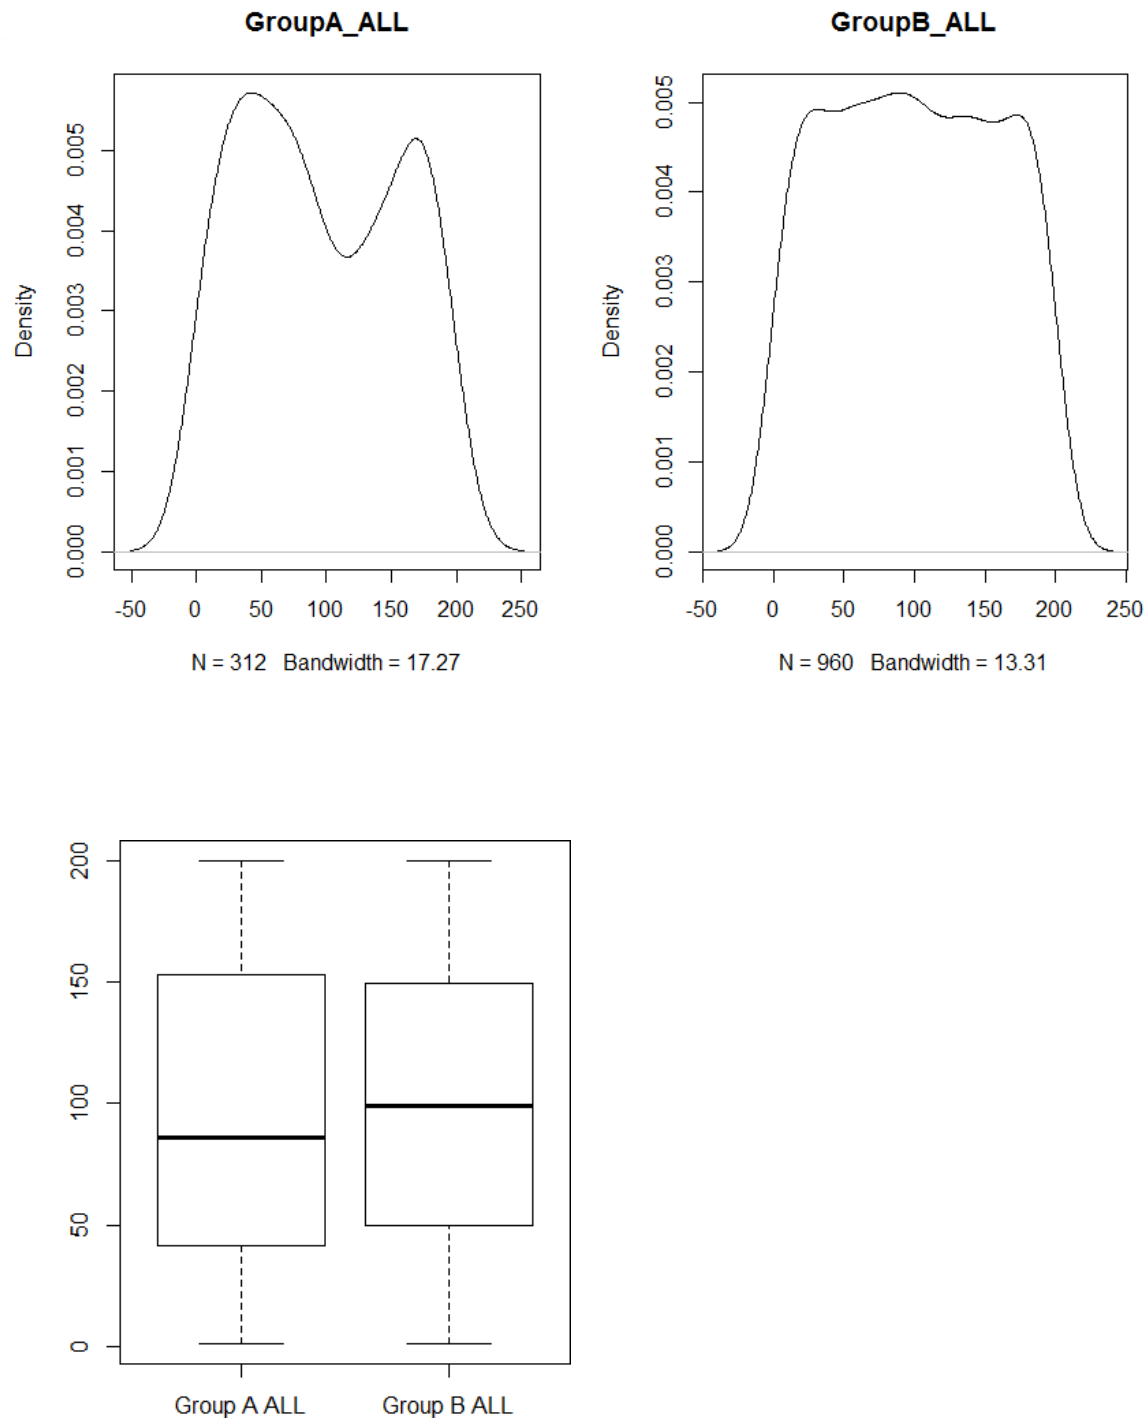 GroupA_ALL
Density
0.000 0.001 0.002 0.003 0.004 0.005
-50 0 50 100 150 200 250
N = 312 Bandwidth = 17.27
GroupB_ALL
Density
0.000 0.001 0.002 0.003 0.004 0.005
-50 0 50 100 150 200 250
N = 960 Bandwidth = 13.31
0 50 100 150 200
Group A ALL Group B ALL